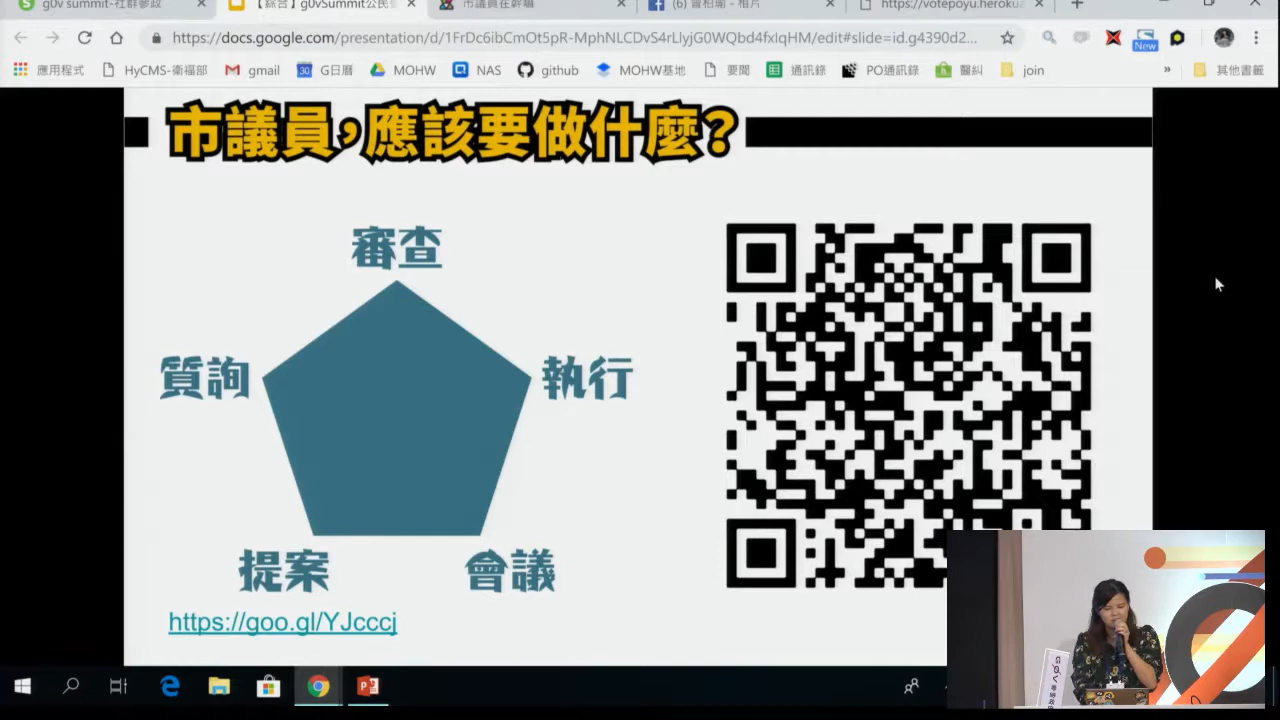 g0v summit-社群參政
【綜合】g0vSummit公民參
市議員在幹嘛
(6) 曾柏瑜 - 相片
https://votepoyu.heroku
https://docs.google.com/presentation/d/1FrDc6ibCmOt5pR-MphNLCDvS4rLlyjG0WQbd4fxlqHM/edit#slide=id.g4390d2...
New
應用程式
HyCMS-衛福部
gmail
30
G日曆
MOHW
NAS
github
MOHW基地
要聞
通訊錄
PO通訊錄
醫糾
join
»
其他書籤
市議員，應該要做什麼？
審查
質詢
執行
提案
會議
https://goo.gl/YJcccj